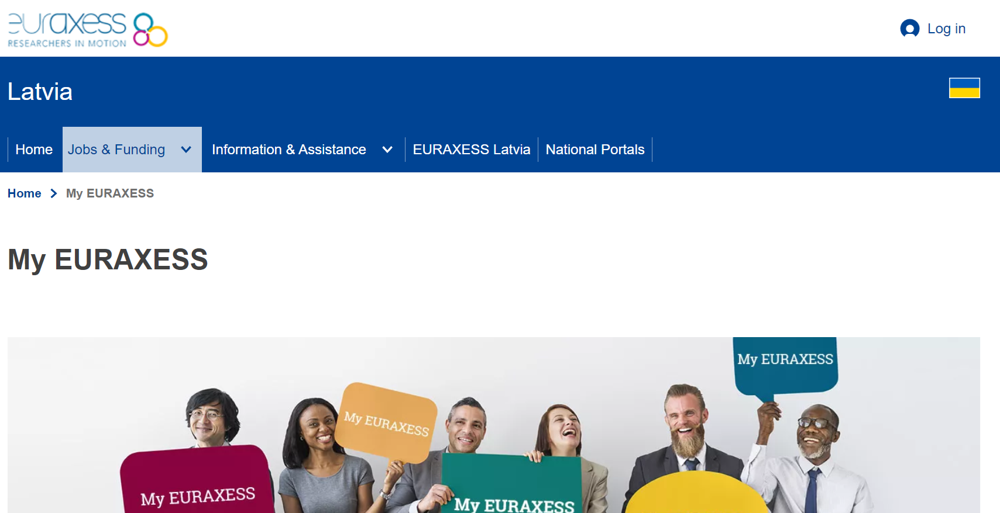 euraxess
RESEARCHERS IN MOTION
Log in
Latvia
Home Jobs & Funding Information & Assistance EURAXESS Latvia National Portals
Home My EURAXESS
My EURAXESS
My EURAXESS
My EURAXESS
My EURAXESS
My EURAXESS